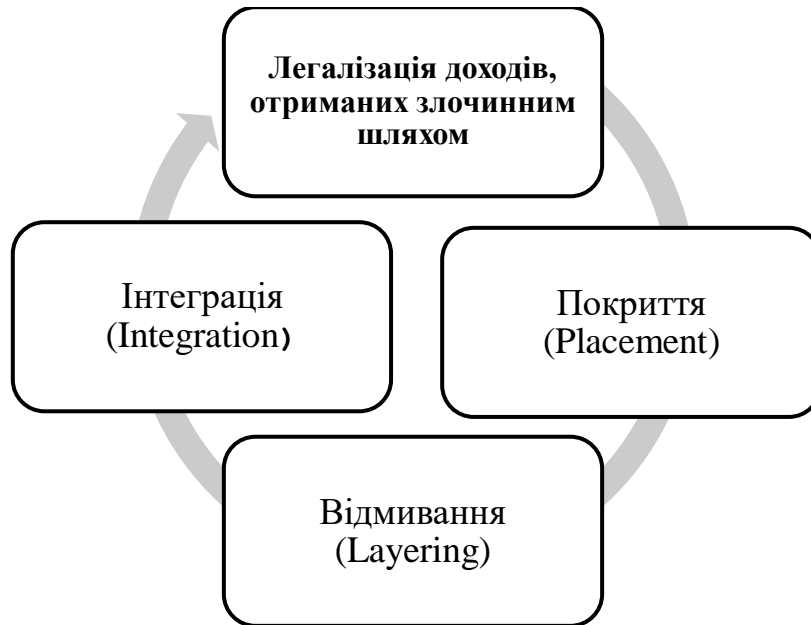 Легалізація доходів,
отриманих злочинним
шляхом
Інтеграція
(Integration)
Покриття
(Placement)
Відмивання
(Layering)